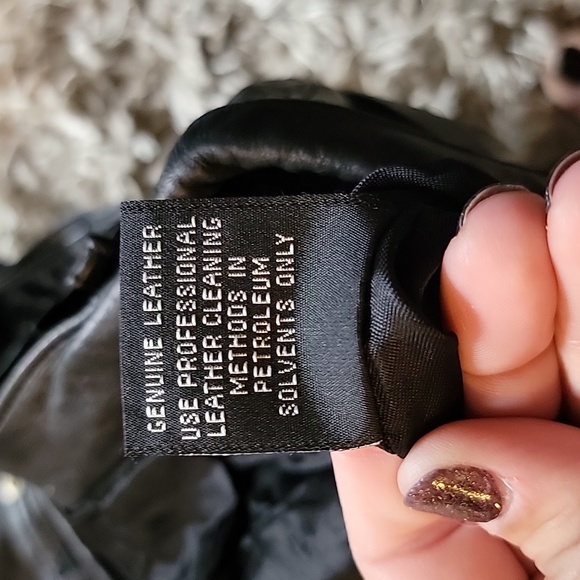 GENUINE LEATHER
USE PROFESSIONAL
LEATHER CLEANING
METHODS IN
PETROLEUM
SOLVENTS ONLY